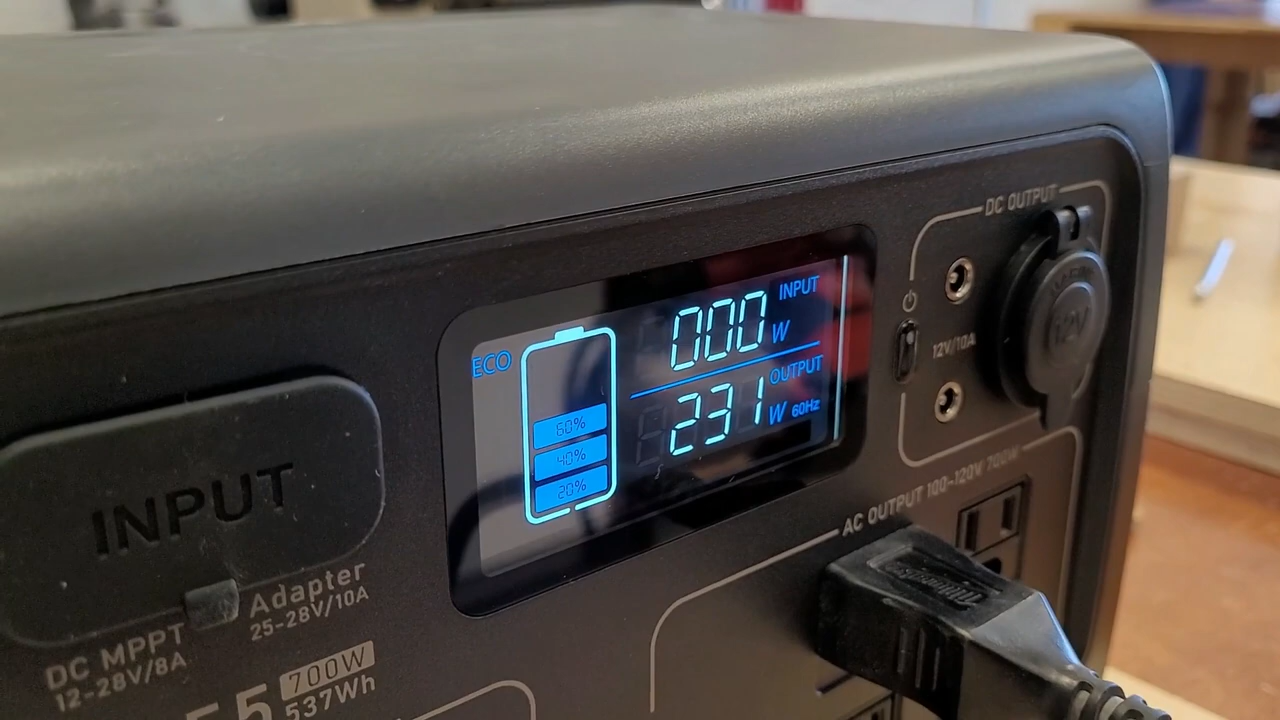 DC OUTPUT
12V/10A
12V
ECO
60%
40%
20%
000 W INPUT
231 W OUTPUT
60Hz
INPUT
AC OUTPUT 100-120V 700W
Adapter
25-28V/10A
DC MPPT
12-28V/8A
55
700W
537Wh